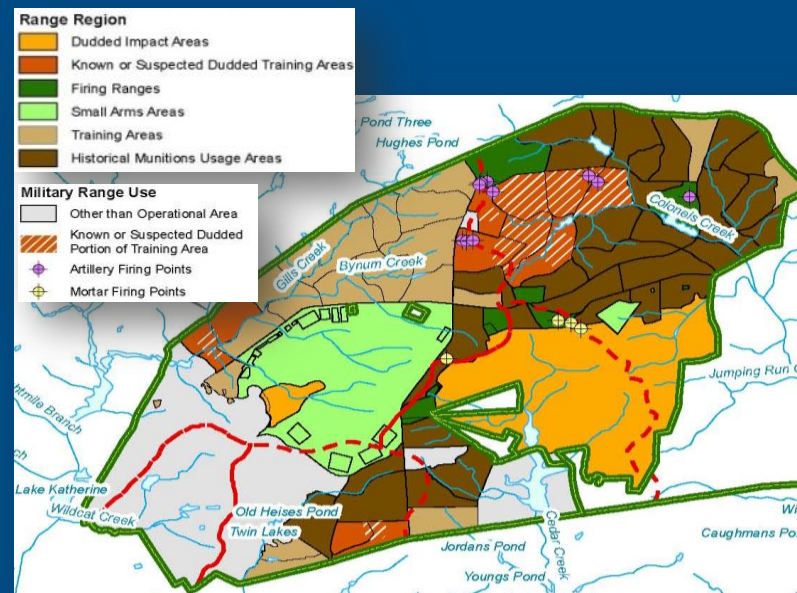 Range Region
Dudded Impact Areas
Known or Suspected Dudded Training Areas
Firing Ranges
Small Arms Areas
Training Areas
Historical Munitions Usage Areas
Military Range Use
Other than Operational Area
Known or Suspected Dudded
Portion of Training Area
Artillery Firing Points
Mortar Firing Points
Pond Three
Hughes Pond
Colonels Creek
Gills Creek
Bynum Creek
Jumping Run
Branch
Lake Katherine
Wildcat Creek
Old Heises Pond
Twin Lakes
Cedar Creek
Jordans Pond
Youngs Pond
Caughmans